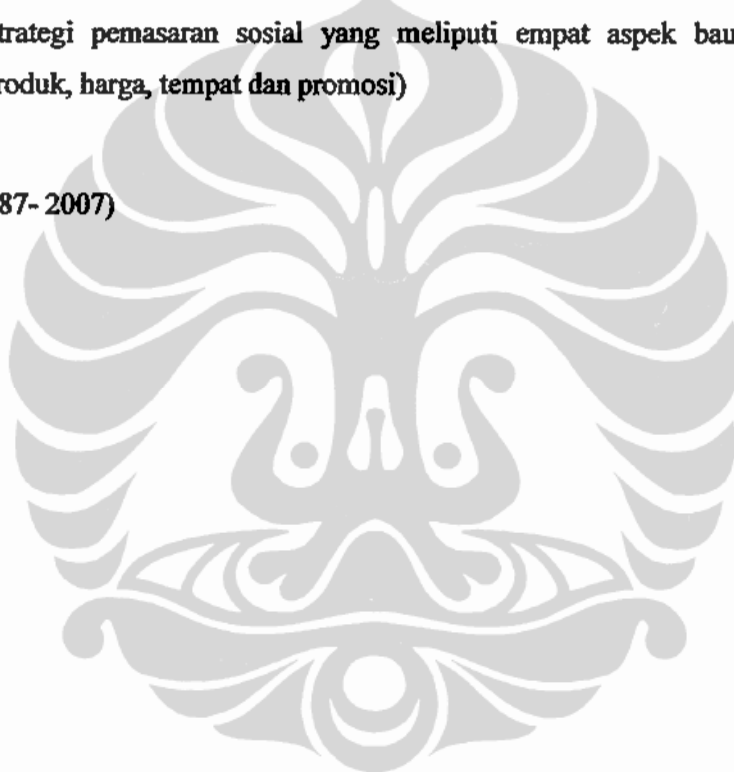 trategi pemasaran sosial yang meliputi empat aspek bau
roduk, harga, tempat dan promosi)
87- 2007)